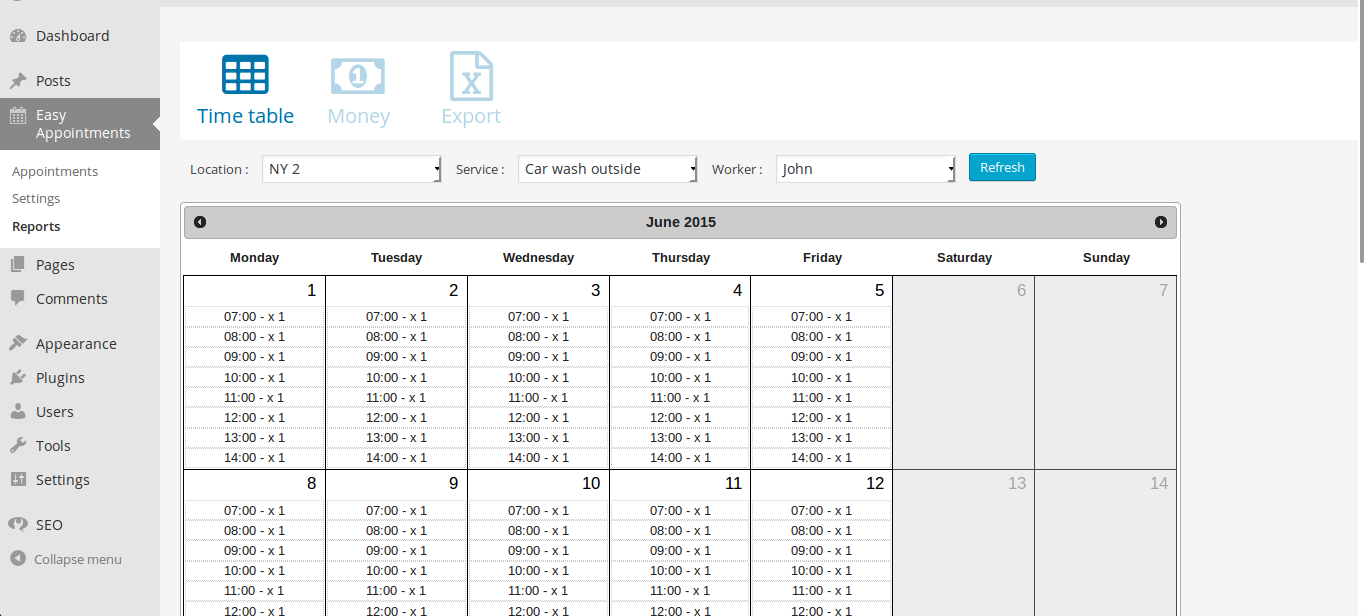 Dashboard
Posts
Easy
Appointments
Appointments
Settings
Reports
Pages
Comments
Appearance
Plugins
Users
Tools
Settings
SEO
Collapse menu
Time table Money Export
Location : NY 2 Service : Car wash outside Worker : John Refresh
June 2015
Monday Tuesday Wednesday Thursday Friday Saturday Sunday
1 2 3 4 5 6 7
07:00 - x 1 07:00 - x 1 07:00 - x 1 07:00 - x 1 07:00 - x 1
08:00 - x 1 08:00 - x 1 08:00 - x 1 08:00 - x 1 08:00 - x 1
09:00 - x 1 09:00 - x 1 09:00 - x 1 09:00 - x 1 09:00 - x 1
10:00 - x 1 10:00 - x 1 10:00 - x 1 10:00 - x 1 10:00 - x 1
11:00 - x 1 11:00 - x 1 11:00 - x 1 11:00 - x 1 11:00 - x 1
12:00 - x 1 12:00 - x 1 12:00 - x 1 12:00 - x 1 12:00 - x 1
13:00 - x 1 13:00 - x 1 13:00 - x 1 13:00 - x 1 13:00 - x 1
14:00 - x 1 14:00 - x 1 14:00 - x 1 14:00 - x 1 14:00 - x 1
8 9 10 11 12 13 14
07:00 - x 1 07:00 - x 1 07:00 - x 1 07:00 - x 1 07:00 - x 1
08:00 - x 1 08:00 - x 1 08:00 - x 1 08:00 - x 1 08:00 - x 1
09:00 - x 1 09:00 - x 1 09:00 - x 1 09:00 - x 1 09:00 - x 1
10:00 - x 1 10:00 - x 1 10:00 - x 1 10:00 - x 1 10:00 - x 1
11:00 - x 1 11:00 - x 1 11:00 - x 1 11:00 - x 1 11:00 - x 1
12:00 - x 1 12:00 - x 1 12:00 - x 1 12:00 - x 1 12:00 - x 1